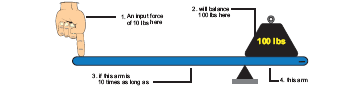 1. An input force
of 10 lbs here
2. will balance
100 lbs here
100 lbs
3. if this arm is
10 times as long as
4. this arm